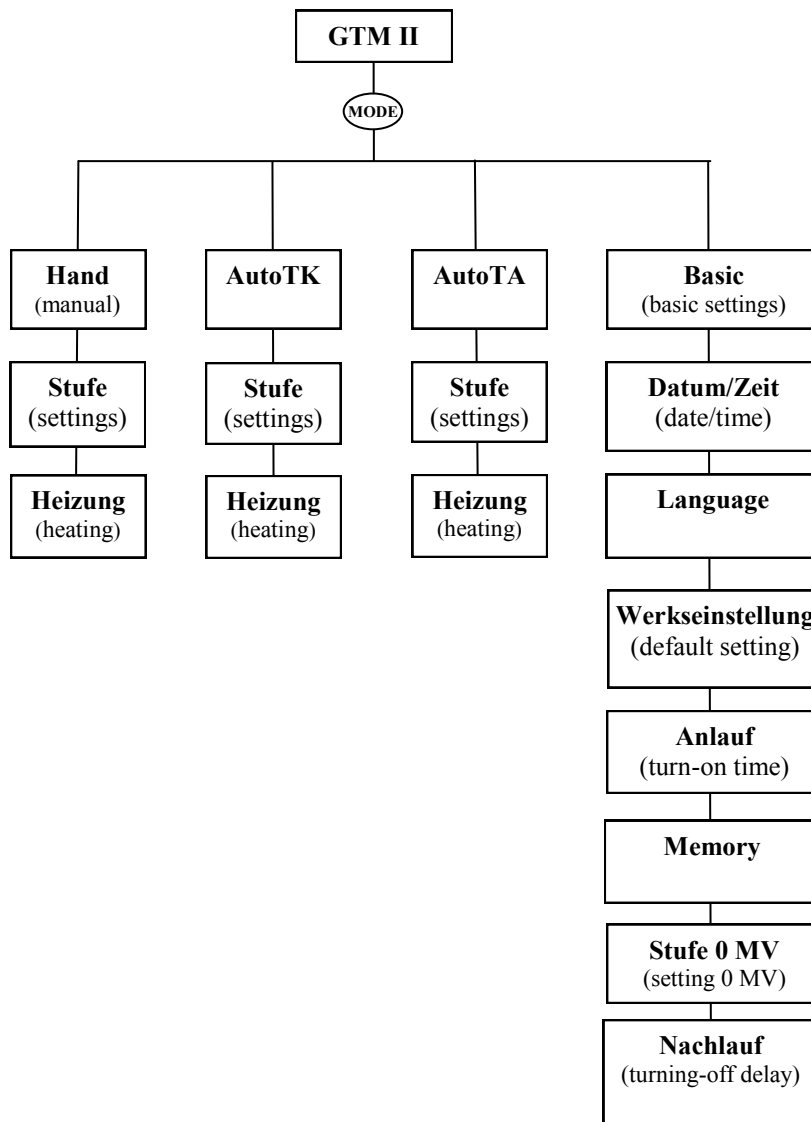 GTM II
MODE
Hand
(manual)
AutoTK
AutoTA
Basic
(basic settings)
Stufe
(settings)
Stufe
(settings)
Stufe
(settings)
Datum/Zeit
(date/time)
Heizung
(heating)
Heizung
(heating)
Heizung
(heating)
Language
Werkseinstellung
(default setting)
Anlauf
(turn-on time)
Memory
Stufe 0 MV
(setting 0 MV)
Nachlauf
(turning-off delay)